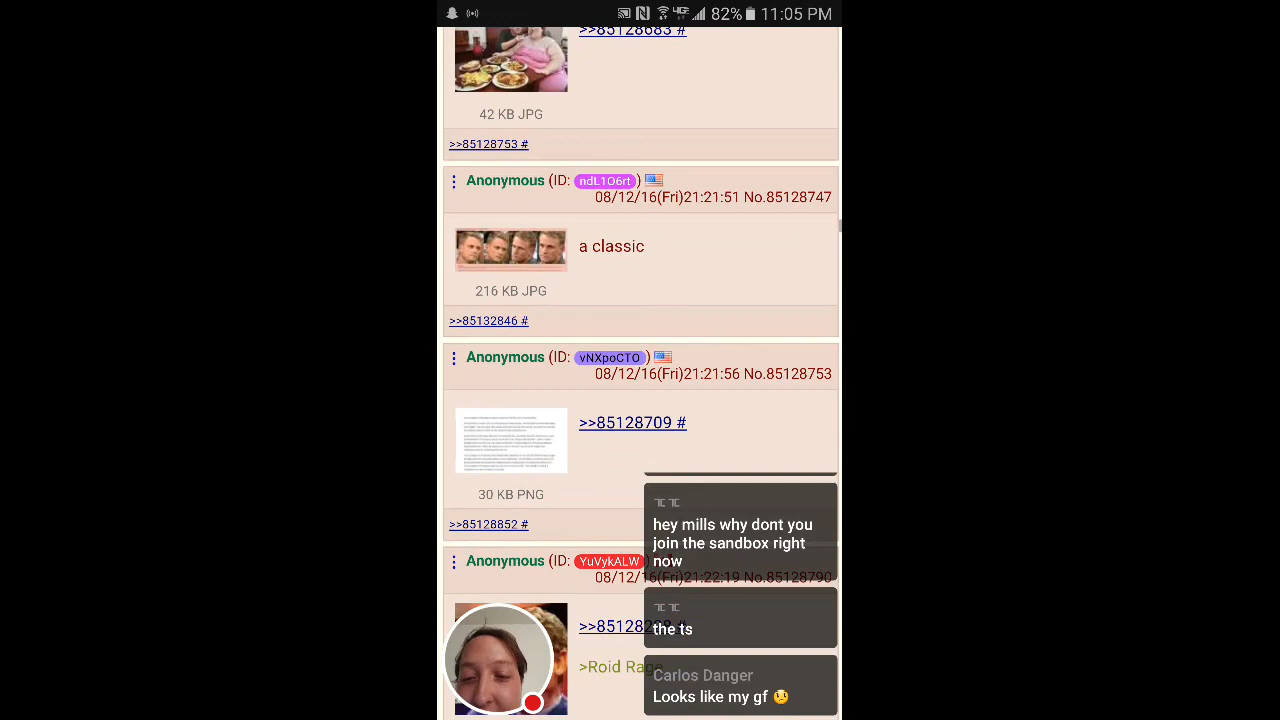 82% 11:05 PM
>>85128683 #
42 KB JPG
>>85128753 #
Anonymous (ID: ndL1O6rt)
08/12/16(Fri)21:21:51 No.85128747
a classic
216 KB JPG
>>85132846 #
Anonymous (ID: vNXpoCTO)
08/12/16(Fri)21:21:56 No.85128753
>>85128709 #
30 KB PNG
>>85128852 #
ㄸㄸ
hey mills why dont you
join the sandbox right
now
Anonymous (ID: YuVykALW
08/12/16(Fri)21:22:19 No.85128790
the ts
>Roid
Carlos Danger
Looks like my gf 😞